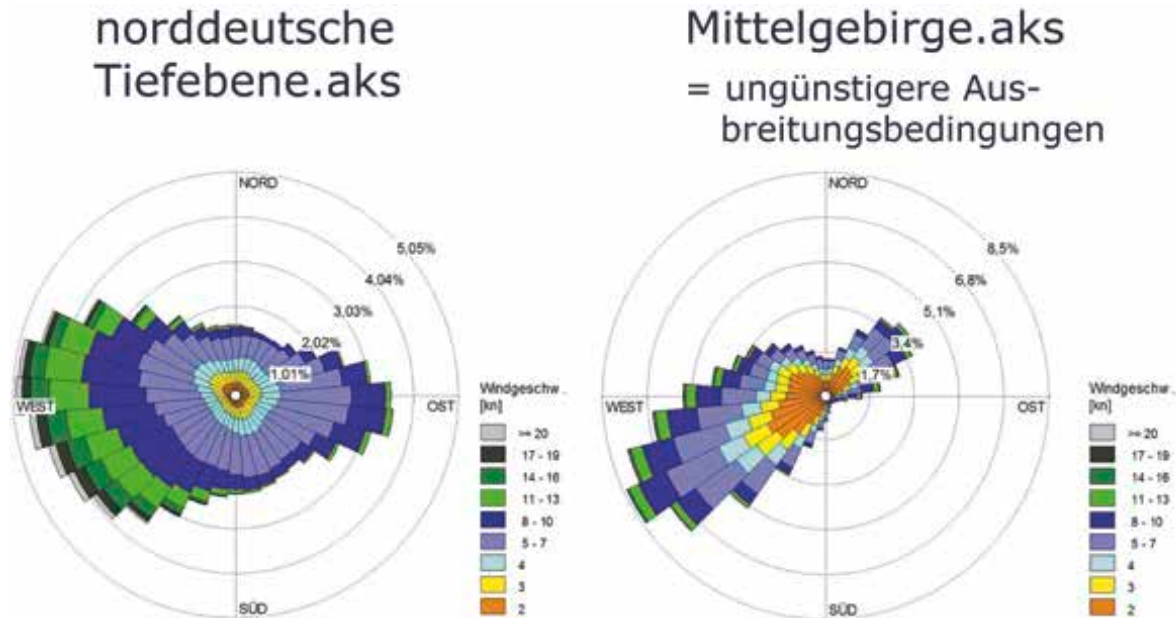 norddeutsche
Tiefebene.aks
Mittelgebirge.aks
= ungünstigere Aus-
breitungsbedingungen
NORD
5,05%
4,04%
3,03%
2,02%
1,01%
WEST
OST
SÜD
Windgeschw.
[kn]
>= 20
17 - 19
14 - 16
11 - 13
8 - 10
5 - 7
4
3
2
NORD
8,5%
6,8%
5,1%
3,4%
1,7%
WEST
OST
SÜD
Windgeschw.
[kn]
>= 20
17 - 19
14 - 16
11 - 13
8 - 10
5 - 7
4
3
2